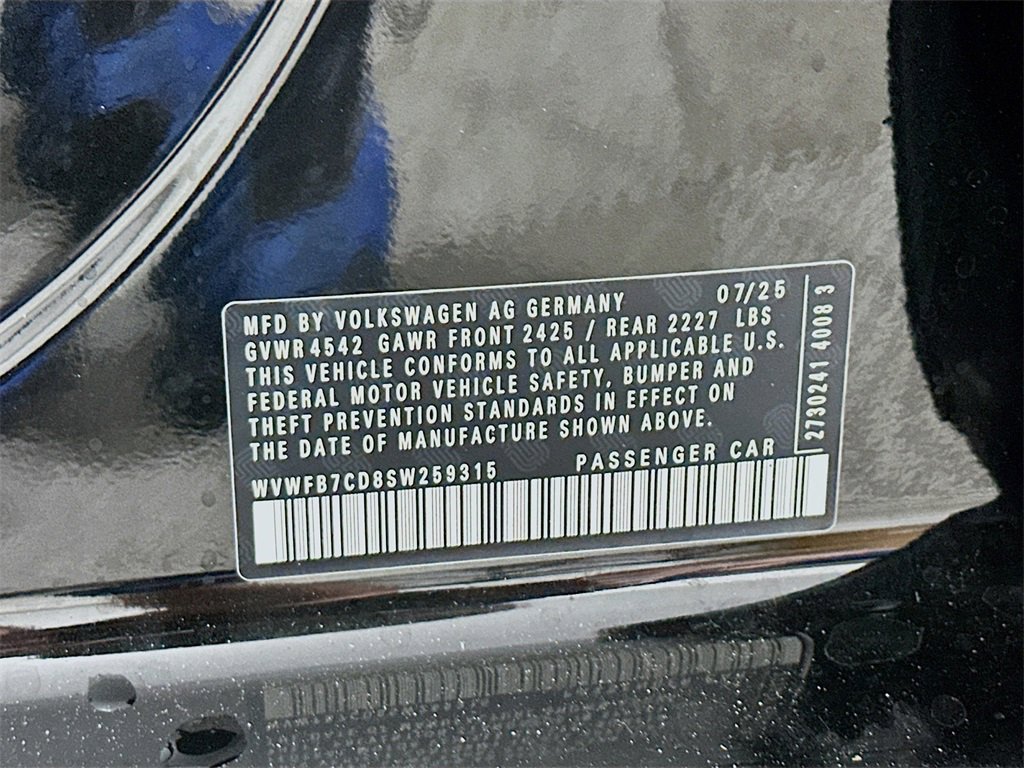 MFD BY VOLKSWAGEN AG GERMANY 07/25
GVWR 4542 GAWR FRONT 2425 / REAR 2227 LBS
THIS VEHICLE CONFORMS TO ALL APPLICABLE U.S.
FEDERAL MOTOR VEHICLE SAFETY, BUMPER AND
THEFT PREVENTION STANDARDS IN EFFECT ON
THE DATE OF MANUFACTURE SHOWN ABOVE.
WVWFB7CD8SW259315 PASSENGER CAR
2730241 4008 3